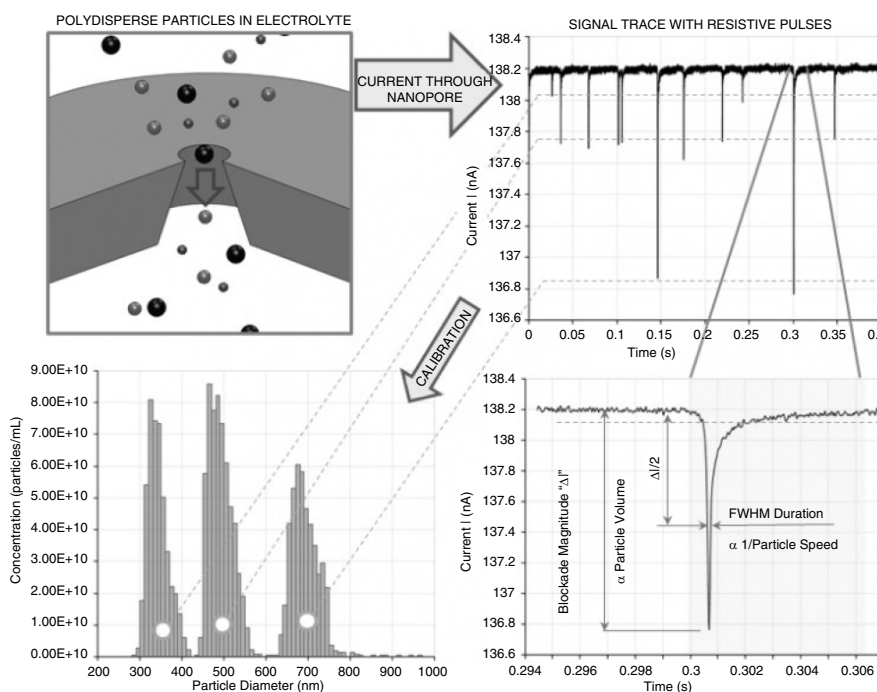 POLYDISPERSE PARTICLES IN ELECTROLYTE
CURRENT THROUGH
NANOPORE
SIGNAL TRACE WITH RESISTIVE PULSES
138.4
138.2
138
137.8
137.6
137.4
137.2
137
136.8
136.6
Current I (nA)
0
0.05
0.1
0.15
0.2
0.25
0.3
0.35
Time (s)
CALIBRATION
9.00E+10
8.00E+10
7.00E+10
6.00E+10
5.00E+10
4.00E+10
3.00E+10
2.00E+10
1.00E+10
0.00E+10
Concentration (particles/mL)
200
300
400
500
600
700
800
900
1000
Particle Diameter (nm)
138.4
138.2
138
137.8
137.6
137.4
137.2
137
136.8
136.6
Current I (nA)
Blockade Magnitude "ΔI"
α Particle Volume
ΔI/2
FWHM Duration
α 1/Particle Speed
0.294
0.296
0.298
0.3
0.302
0.304
0.306
Time (s)